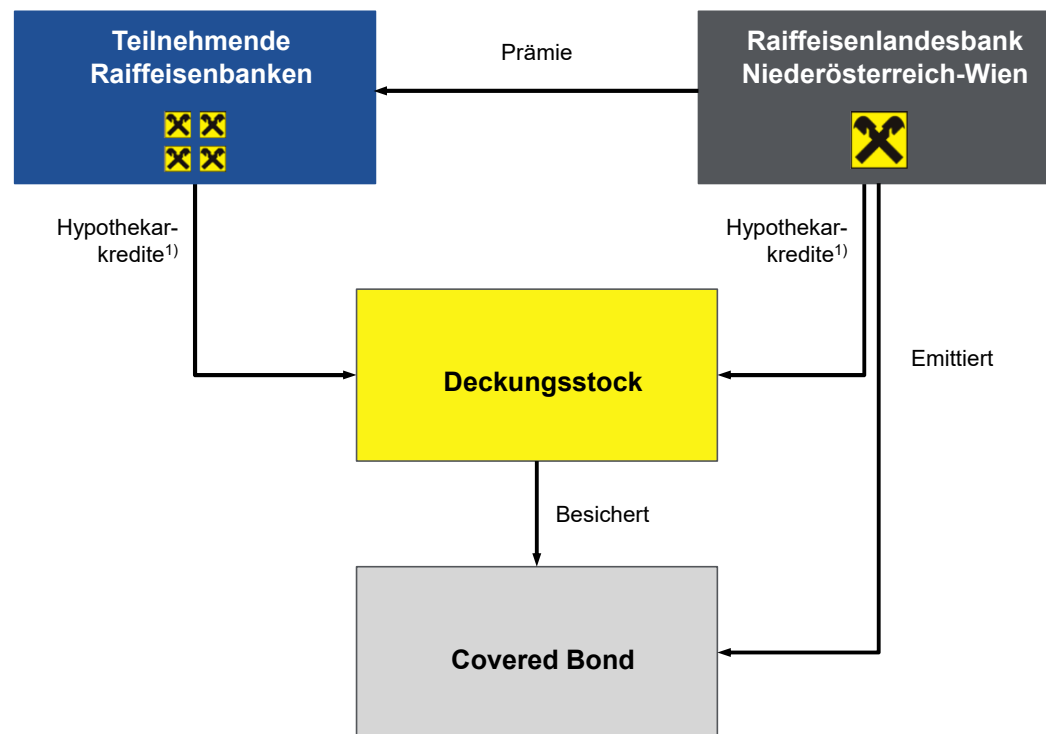 Teilnehmende
Raiffeisenbanken
Prämie
Raiffeisenlandesbank
Niederösterreich-Wien
Hypothekar-
kredite¹⁾
Hypothekar-
kredite¹⁾
Deckungsstock
Emittiert
Besichert
Covered Bond